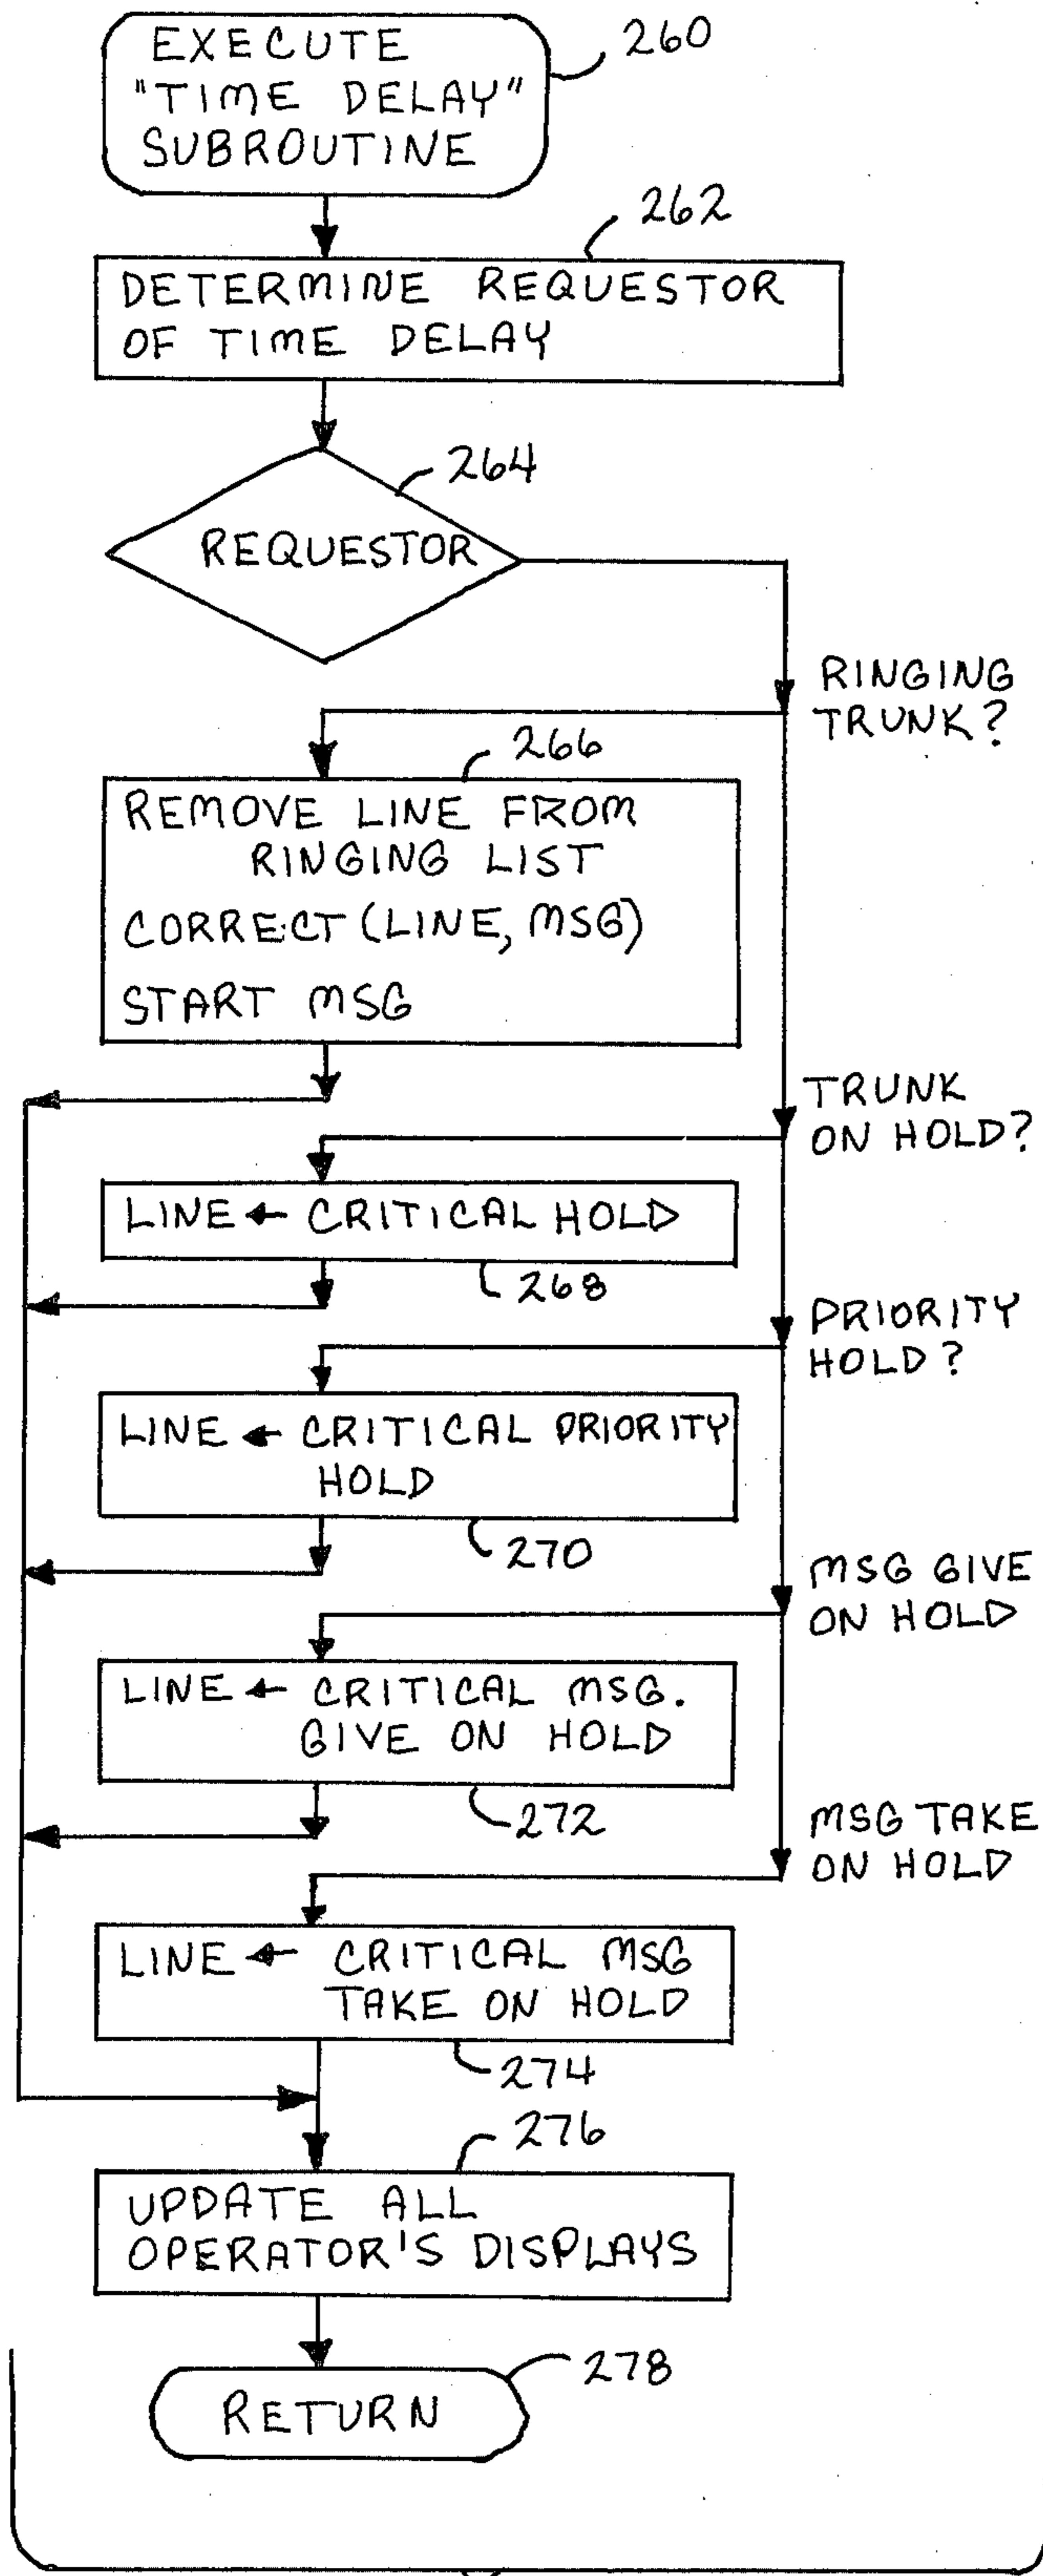 EXECUTE
"TIME DELAY"
SUBROUTINE
260
262
DETERMINE REQUESTOR
OF TIME DELAY
264
REQUESTOR
RINGING
TRUNK?
266
REMOVE LINE FROM
RINGING LIST
CORRECT (LINE, MSG)
START MSG
TRUNK
ON HOLD?
LINE ← CRITICAL HOLD
268
PRIORITY
HOLD?
LINE ← CRITICAL PRIORITY
HOLD
270
MSG GIVE
ON HOLD
LINE ← CRITICAL MSG.
GIVE ON HOLD
272
MSG TAKE
ON HOLD
LINE ← CRITICAL MSG
TAKE ON HOLD
274
276
UPDATE ALL
OPERATOR'S DISPLAYS
278
RETURN